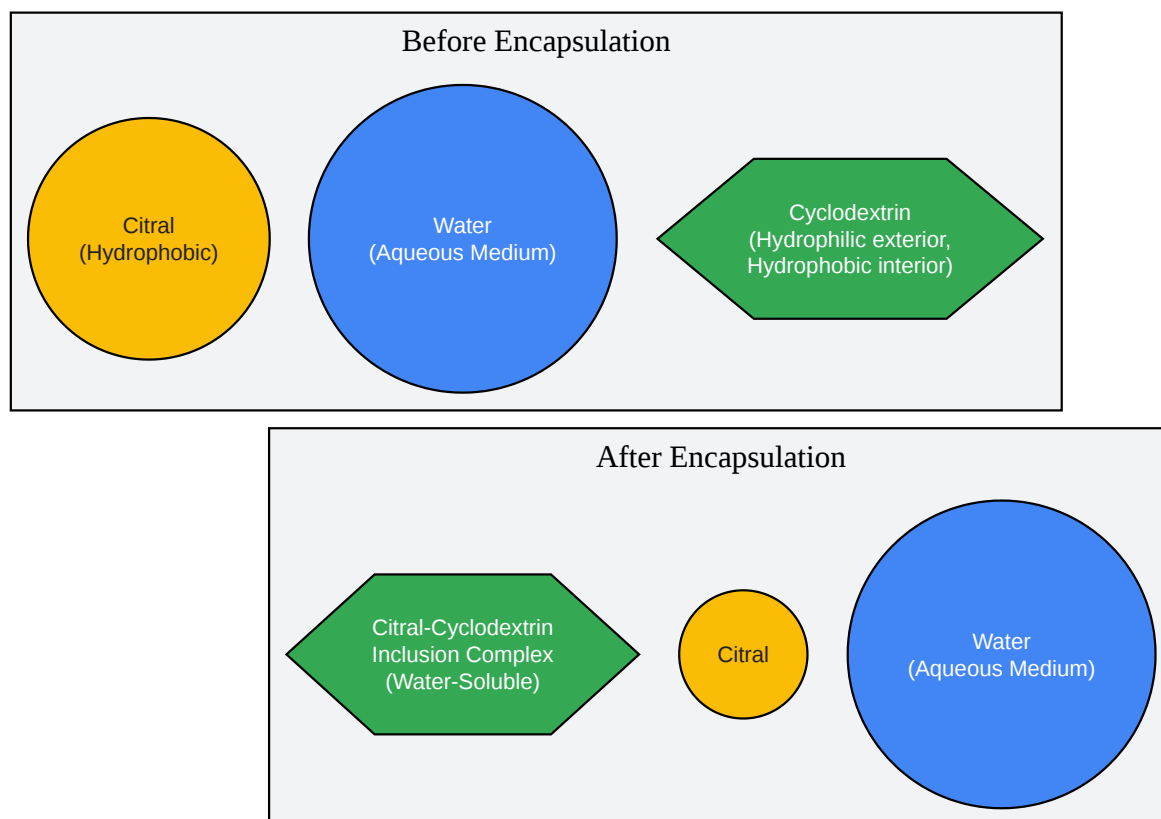 Before Encapsulation
Citral
(Hydrophobic)
Water
(Aqueous Medium)
Cyclodextrin
(Hydrophilic exterior,
Hydrophobic interior)
After Encapsulation
Citral-Cyclodextrin
Inclusion Complex
(Water-Soluble)
Citral
Water
(Aqueous Medium)